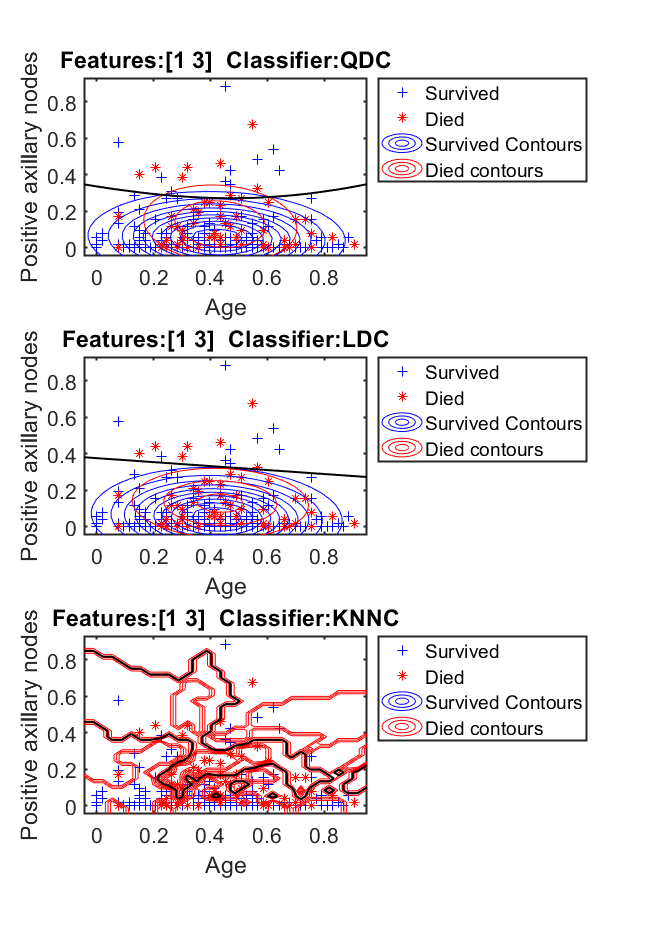 Features:[1 3]  Classifier:QDC
Positive axillary nodes
0.8
0.6
0.4
0.2
0
0 0.2 0.4 0.6 0.8
Age
Survived
Died
Survived Contours
Died contours
Features:[1 3]  Classifier:LDC
Positive axillary nodes
0.8
0.6
0.4
0.2
0
0 0.2 0.4 0.6 0.8
Age
Survived
Died
Survived Contours
Died contours
Features:[1 3]  Classifier:KNNC
Positive axillary nodes
0.8
0.6
0.4
0.2
0
0 0.2 0.4 0.6 0.8
Age
Survived
Died
Survived Contours
Died contours